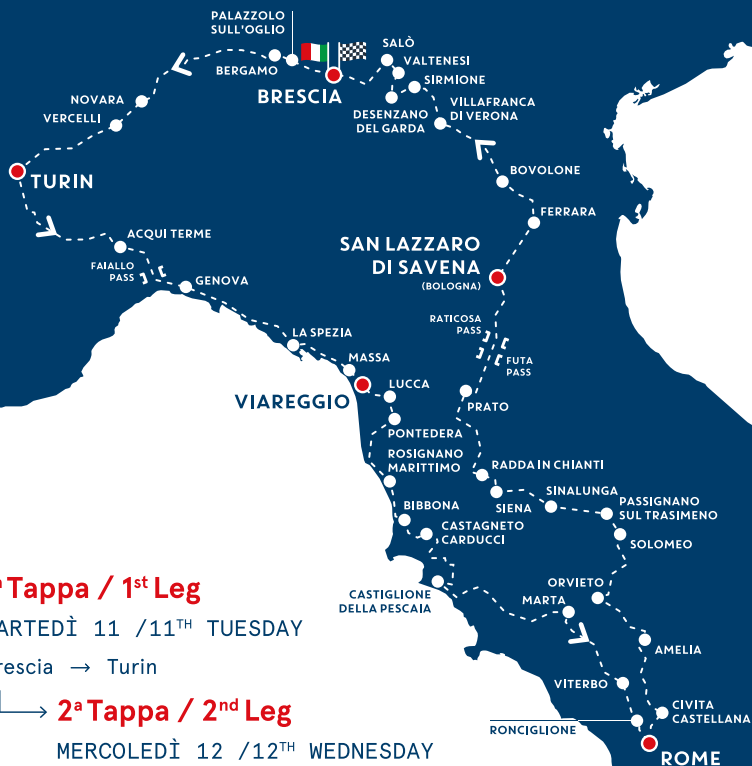 PALAZZOLO
SULL'OGLIO
BERGAMO
BRESCIA
SALÒ
VALTENESI
SIRMIONE
DESENZANO
DEL GARDA
VILLAFRANCA
DI VERONA
NOVARA
VERCELLI
TURIN
BOVOLONE
FERRARA
ACQUI TERME
FAIALLO
PASS
GENOVA
SAN LAZZARO
DI SAVENA
(BOLOGNA)
RATICOSA
PASS
FUTA
PASS
LA SPEZIA
MASSA
VIAREGGIO
LUCCA
PRATO
PONTEDERA
ROSIGNANO
MARITTIMO
RADDA IN CHIANTI
SIENA
SINALUNGA
PASSIGNANO
SUL TRASIMENO
BIBBONA
CASTAGNETO
CARDUCCI
SOLOMEO
CASTIGLIONE
DELLA PESCAIA
ORVIETO
MARTA
AMELIA
VITERBO
CIVITA
CASTELLANA
RONCIGLIONE
ROME
ª Tappa / 1st Leg
ARTEDÌ 11 /11TH TUESDAY
rescia → Turin
2ª Tappa / 2nd Leg
MERCOLEDÌ 12 /12TH WEDNESDAY